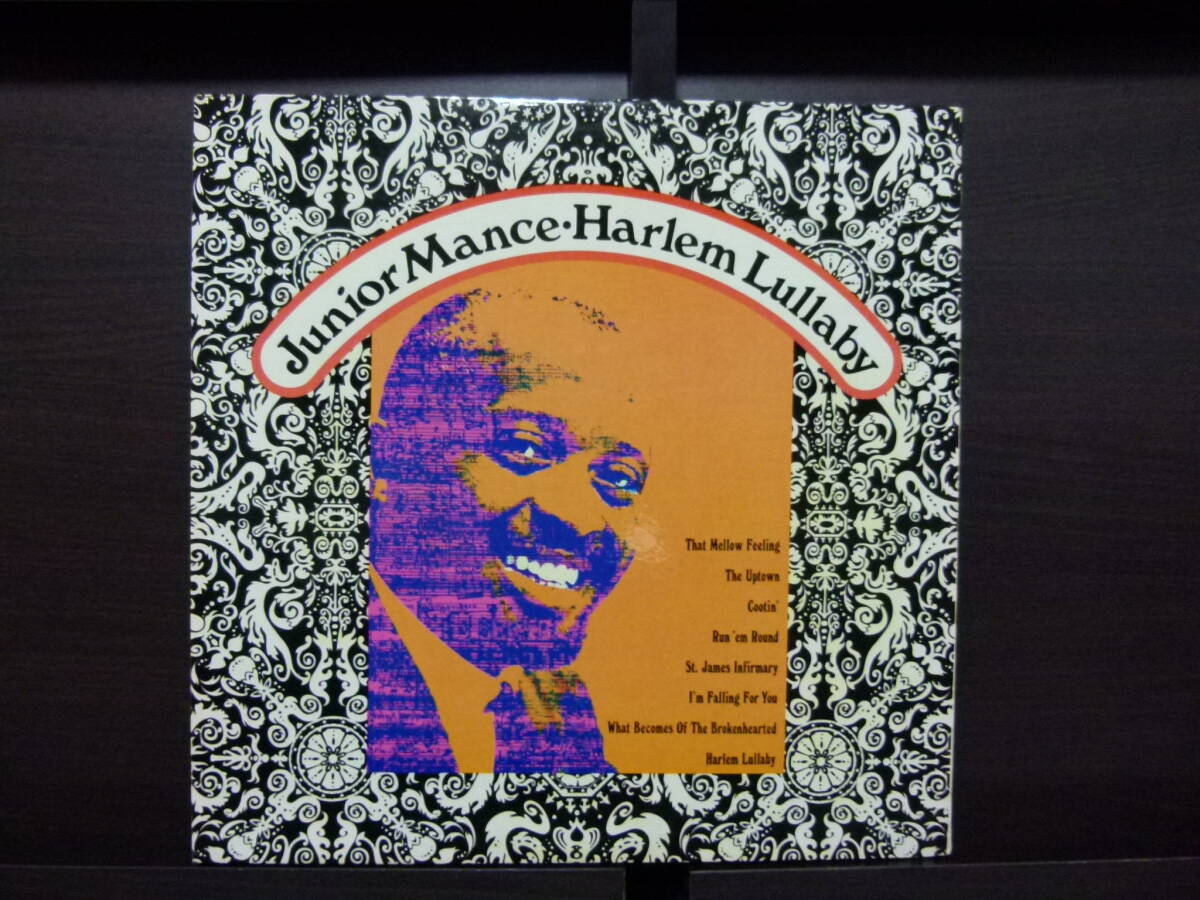 Junior Mance·Harlem Lullaby
That Mellow Feeling
The Uptown
Cootin'
Run 'em Round
St. James Infirmary
I'm Falling For You
What Becomes Of The Brokenhearted
Harlem Lullaby